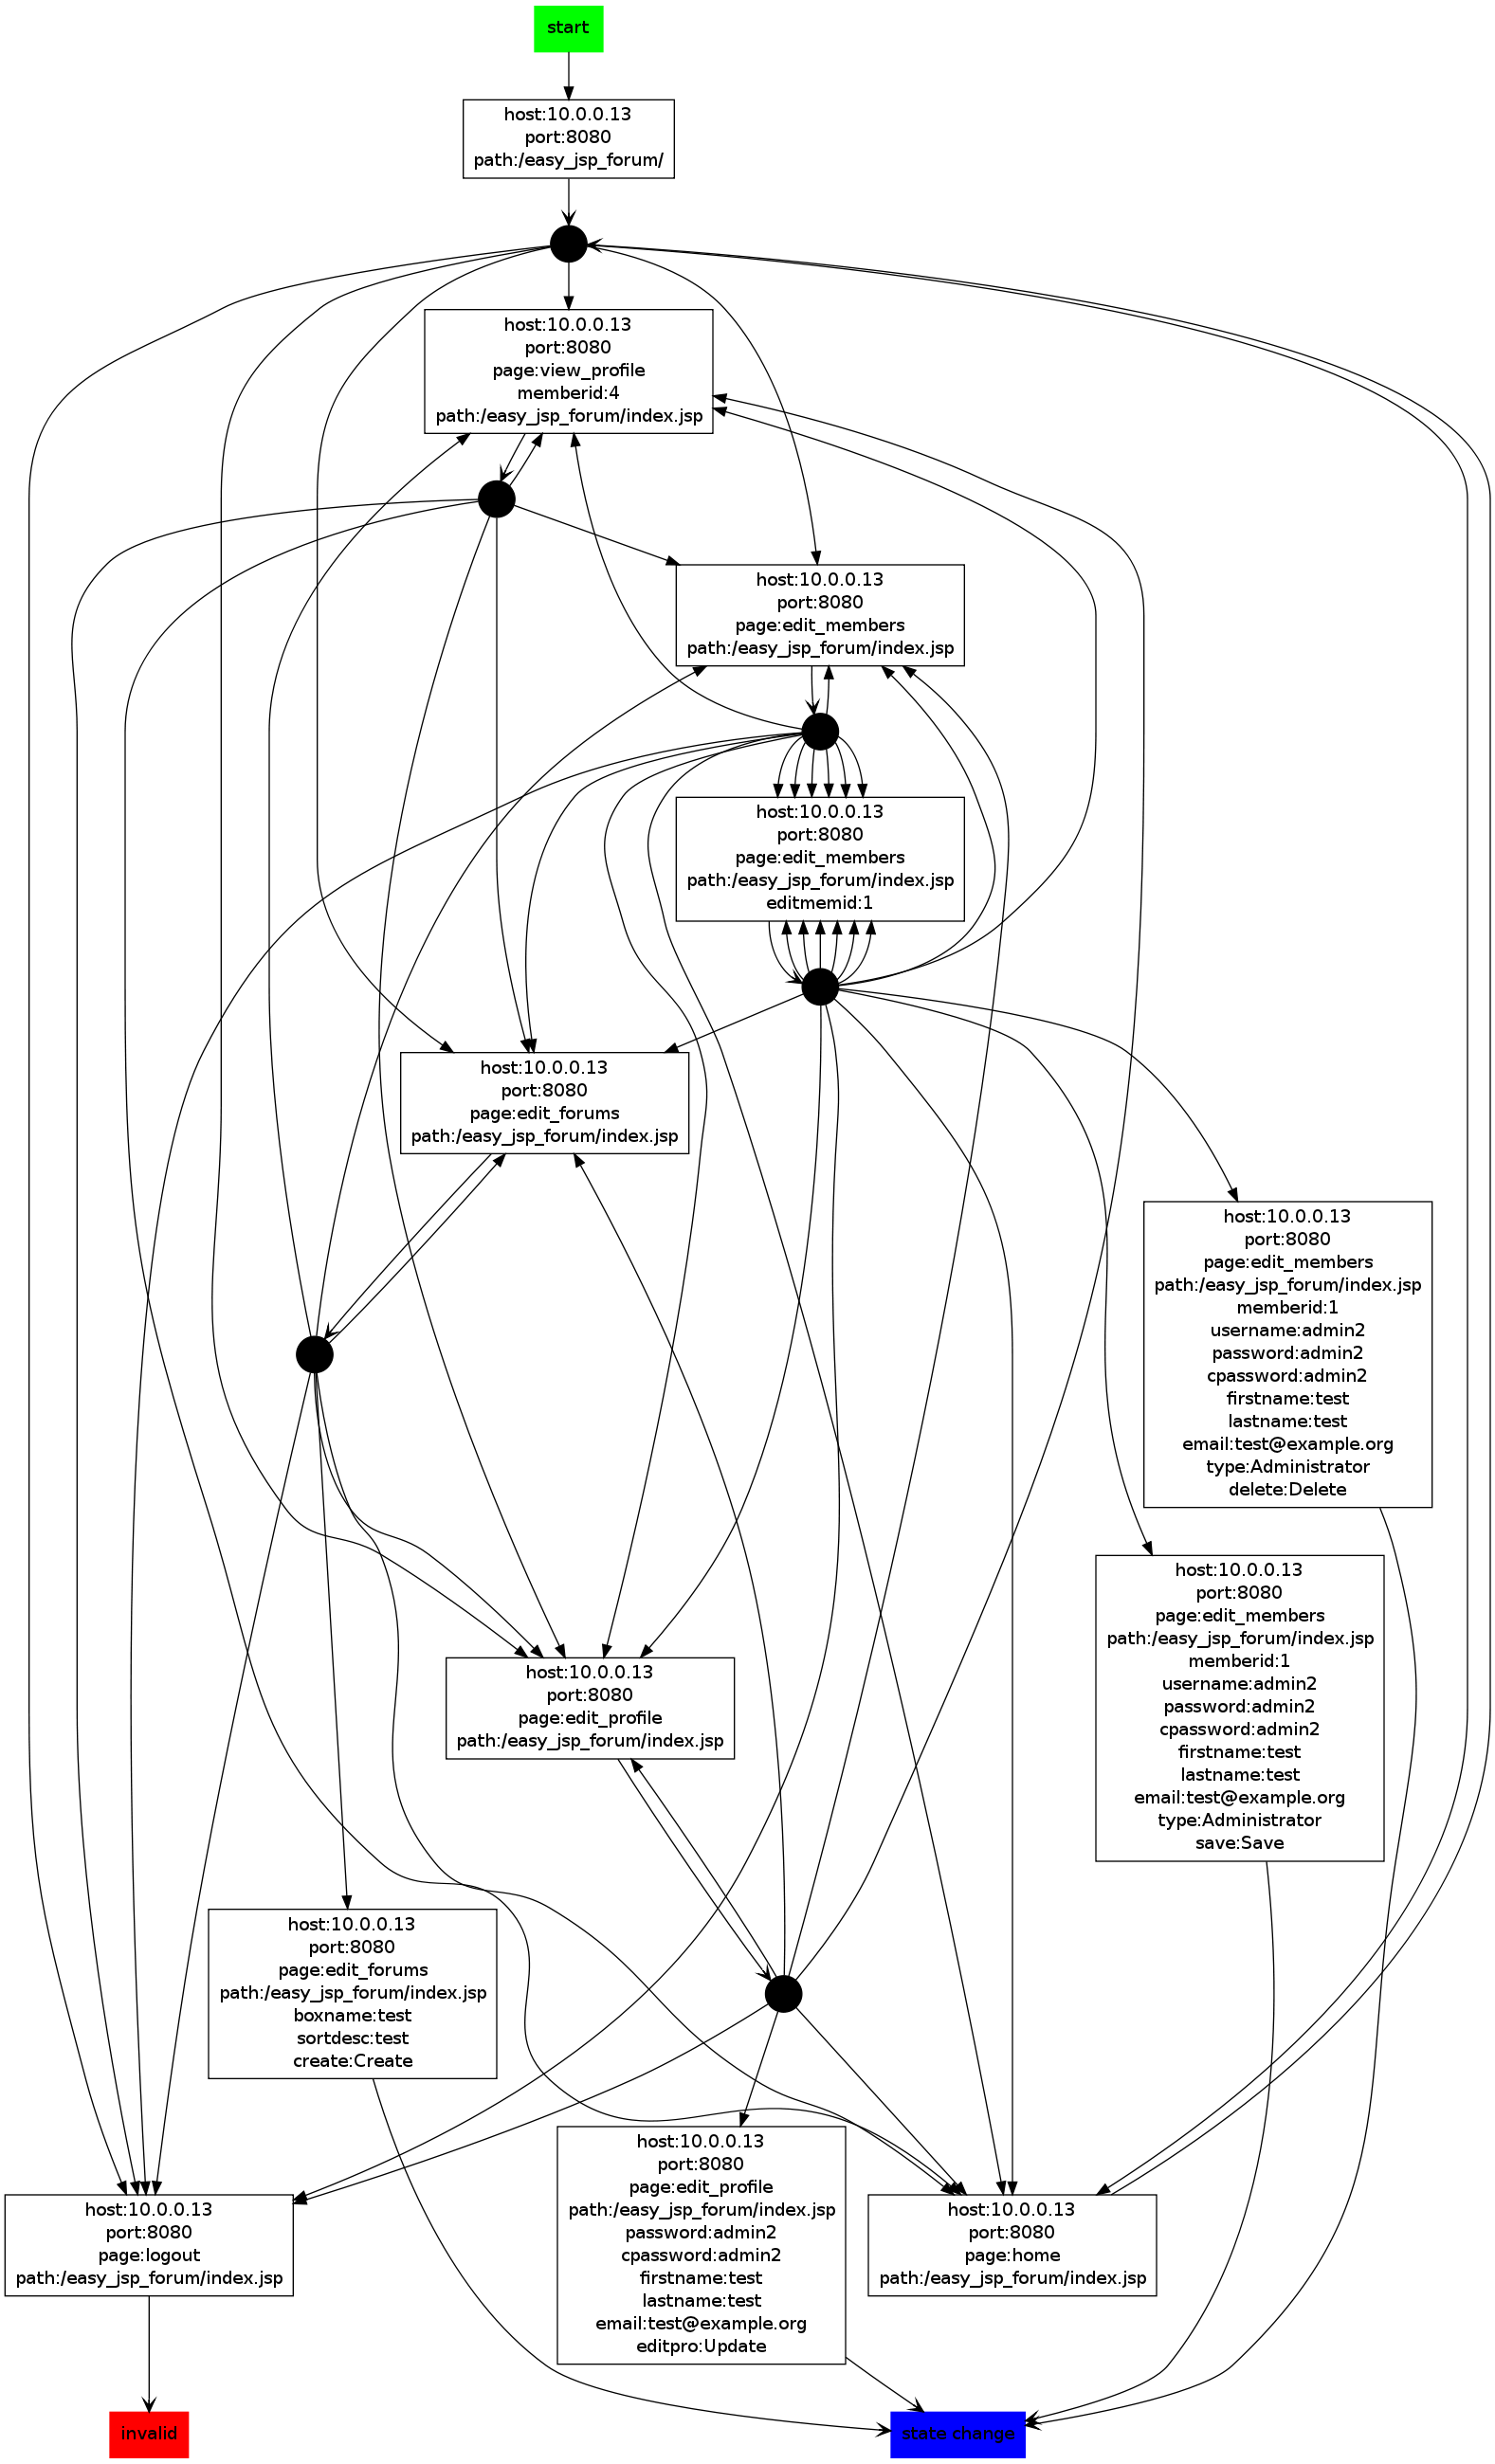 start
host:10.0.0.13
port:8080
path:/easy_jsp_forum/
host:10.0.0.13
port:8080
page:view_profile
memberid:4
path:/easy_jsp_forum/index.jsp
host:10.0.0.13
port:8080
page:edit_members
path:/easy_jsp_forum/index.jsp
host:10.0.0.13
port:8080
page:edit_members
path:/easy_jsp_forum/index.jsp
editmemid:1
host:10.0.0.13
port:8080
page:edit_forums
path:/easy_jsp_forum/index.jsp
host:10.0.0.13
port:8080
page:edit_members
path:/easy_jsp_forum/index.jsp
memberid:1
username:admin2
password:admin2
cpassword:admin2
firstname:test
lastname:test
email:test@example.org
type:Administrator
delete:Delete
host:10.0.0.13
port:8080
page:edit_members
path:/easy_jsp_forum/index.jsp
memberid:1
username:admin2
password:admin2
cpassword:admin2
firstname:test
lastname:test
email:test@example.org
type:Administrator
save:Save
host:10.0.0.13
port:8080
page:edit_profile
path:/easy_jsp_forum/index.jsp
host:10.0.0.13
port:8080
page:edit_forums
path:/easy_jsp_forum/index.jsp
boxname:test
sortdesc:test
create:Create
host:10.0.0.13
port:8080
page:edit_profile
path:/easy_jsp_forum/index.jsp
password:admin2
cpassword:admin2
firstname:test
lastname:test
email:test@example.org
editpro:Update
host:10.0.0.13
port:8080
page:logout
path:/easy_jsp_forum/index.jsp
host:10.0.0.13
port:8080
page:home
path:/easy_jsp_forum/index.jsp
invalid
state change